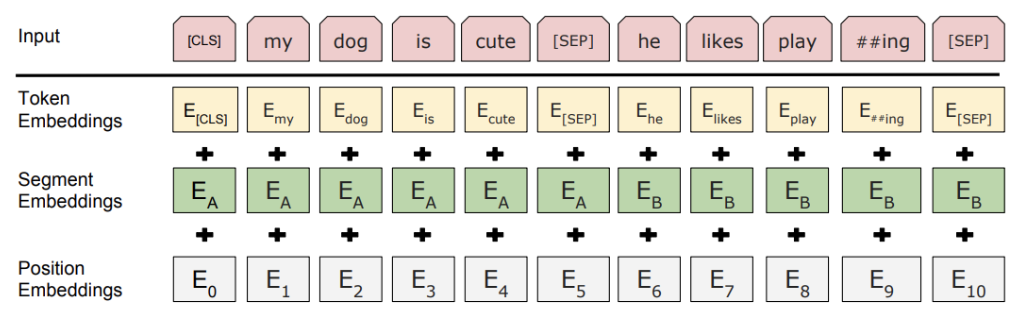 Input [CLS] my dog is cute [SEP] he likes play ##ing [SEP]
Token
Embeddings
E[CLS] Emy Edog Eis Ecute E[SEP] Ehe Elikes Eplay E##ing E[SEP]
+ + + + + + + + + + +
Segment
Embeddings
EA EA EA EA EA EA EB EB EB EB EB
+ + + + + + + + + + +
Position
Embeddings
E0 E1 E2 E3 E4 E5 E6 E7 E8 E9 E10